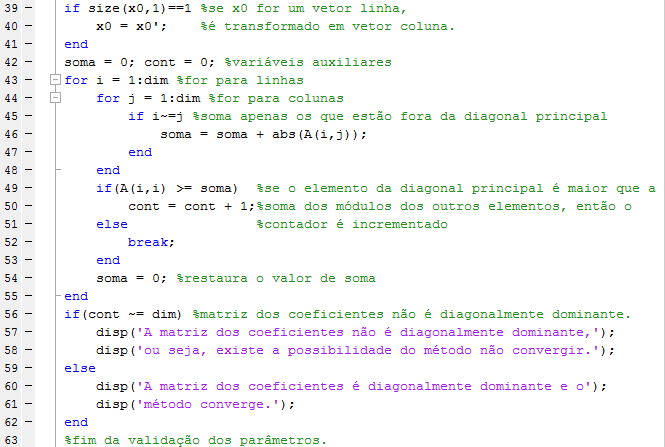 39 – if size(x0,1)==1 %se x0 for um vetor linha,
40 – x0 = x0'; %é transformado em vetor coluna.
41 – end
42 – soma = 0; cont = 0; %variáveis auxiliares
43 – for i = 1:dim %for para linhas
44 – for j = 1:dim %for para colunas
45 – if i~=j %soma apenas os que estão fora da diagonal principal
46 – soma = soma + abs(A(i,j));
47 – end
48 – end
49 – if(A(i,i) >= soma) %se o elemento da diagonal principal é maior que a
50 – cont = cont + 1;%soma dos módulos dos outros elementos, então o
51 – else %contador é incrementado
52 – break;
53 – end
54 – soma = 0; %restaura o valor de soma
55 – end
56 – if(cont ~= dim) %matriz dos coeficientes não é diagonalmente dominante.
57 – disp('A matriz dos coeficientes não é diagonalmente dominante,');
58 – disp('ou seja, existe a possibilidade do método não convergir.');
59 – else
60 – disp('A matriz dos coeficientes é diagonalmente dominante e o');
61 – disp('método converge.');
62 – end
63 %fim da validação dos parâmetros.